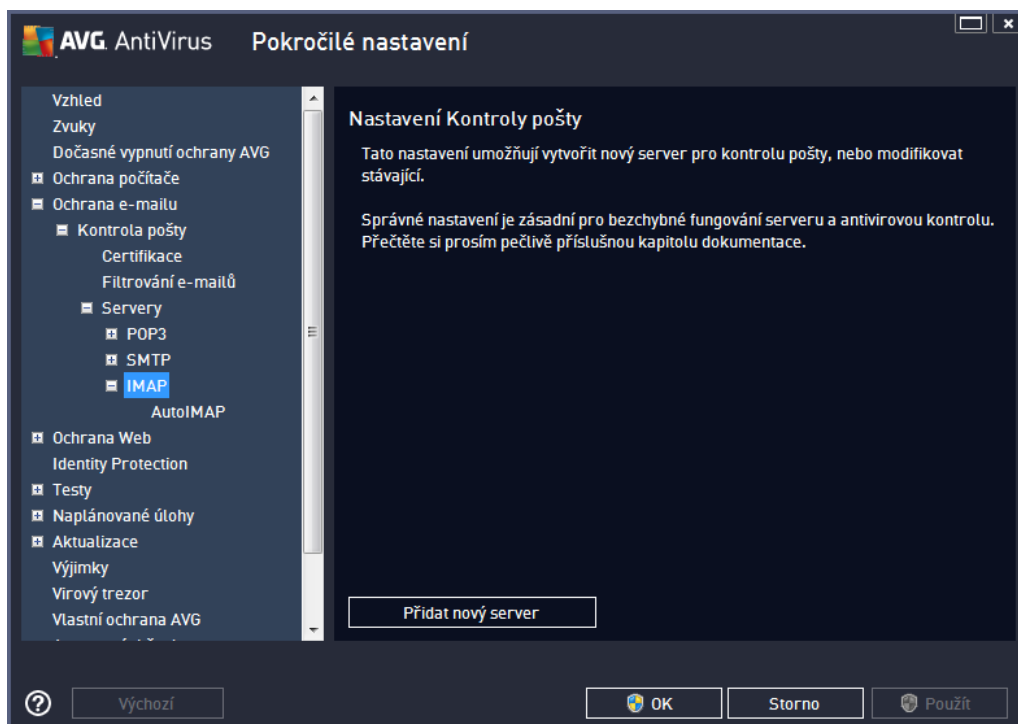 AVG. AntiVirus Pokročilé nastavení
Vzhled
Zvuky
Dočasné vypnutí ochrany AVG
Ochrana počítače
Ochrana e-mailu
Kontrola pošty
Certifikace
Filtrování e-mailů
Servery
POP3
SMTP
IMAP
AutoIMAP
Ochrana Web
Identity Protection
Testy
Naplánované úlohy
Aktualizace
Výjimky
Virový trezor
Vlastní ochrana AVG
Nastavení Kontroly pošty
Tato nastavení umožňují vytvořit nový server pro kontrolu pošty, nebo modifikovat
stávající.
Správné nastavení je zásadní pro bezchybné fungování serveru a antivirovou kontrolu.
Přečtěte si prosím pečlivě příslušnou kapitolu dokumentace.
Přidat nový server
Výchozí
OK
Storno
Použít